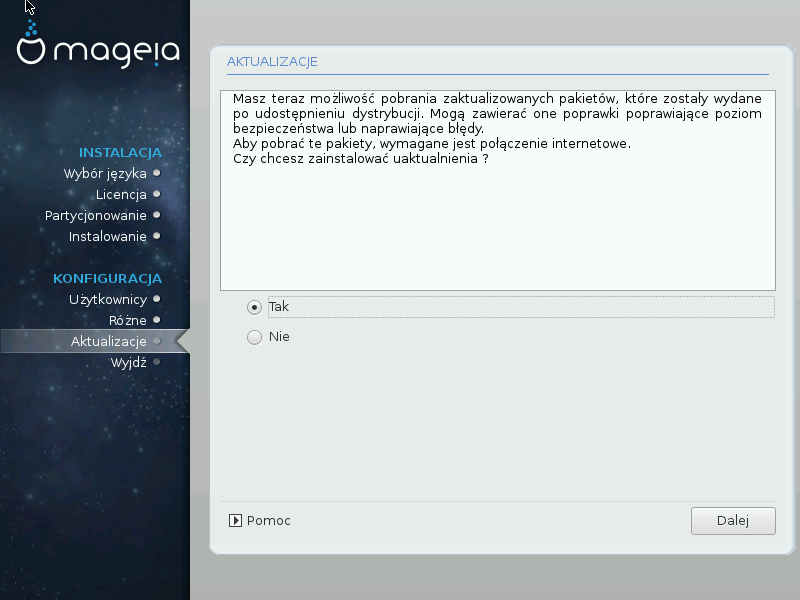 mageia
INSTALACJA
Wybór języka
Licencja
Partycjonowanie
Instalowanie
KONFIGURACJA
Użytkownicy
Różne
Aktualizacje
Wyjdź
AKTUALIZACJE
Masz teraz możliwość pobrania zaktualizowanych pakietów, które zostały wydane
po udostępnieniu dystrybucji. Mogą zawierać one poprawki poprawiające poziom
bezpieczeństwa lub naprawiające błędy.
Aby pobrać te pakiety, wymagane jest połączenie internetowe.
Czy chcesz zainstalować uaktualnienia ?
Tak
Nie
Pomoc
Dalej